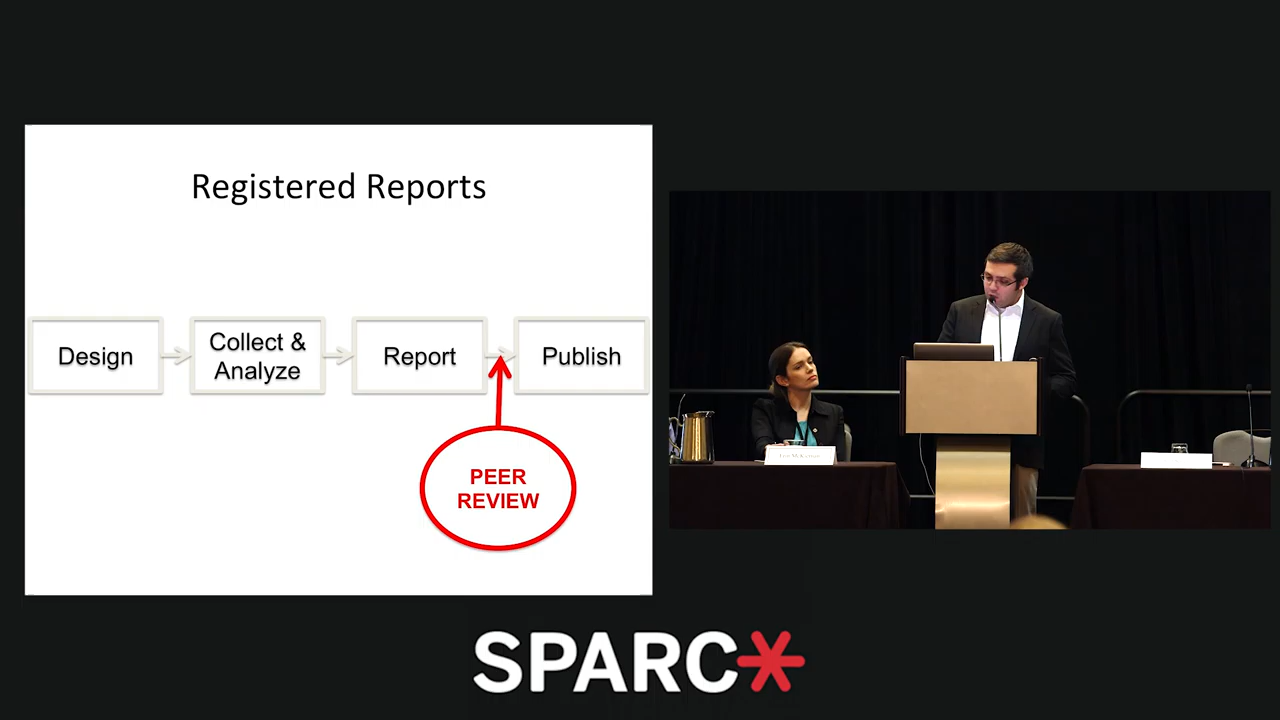 Registered Reports
Design
Collect &
Analyze
Report
Publish
PEER
REVIEW
SPARC